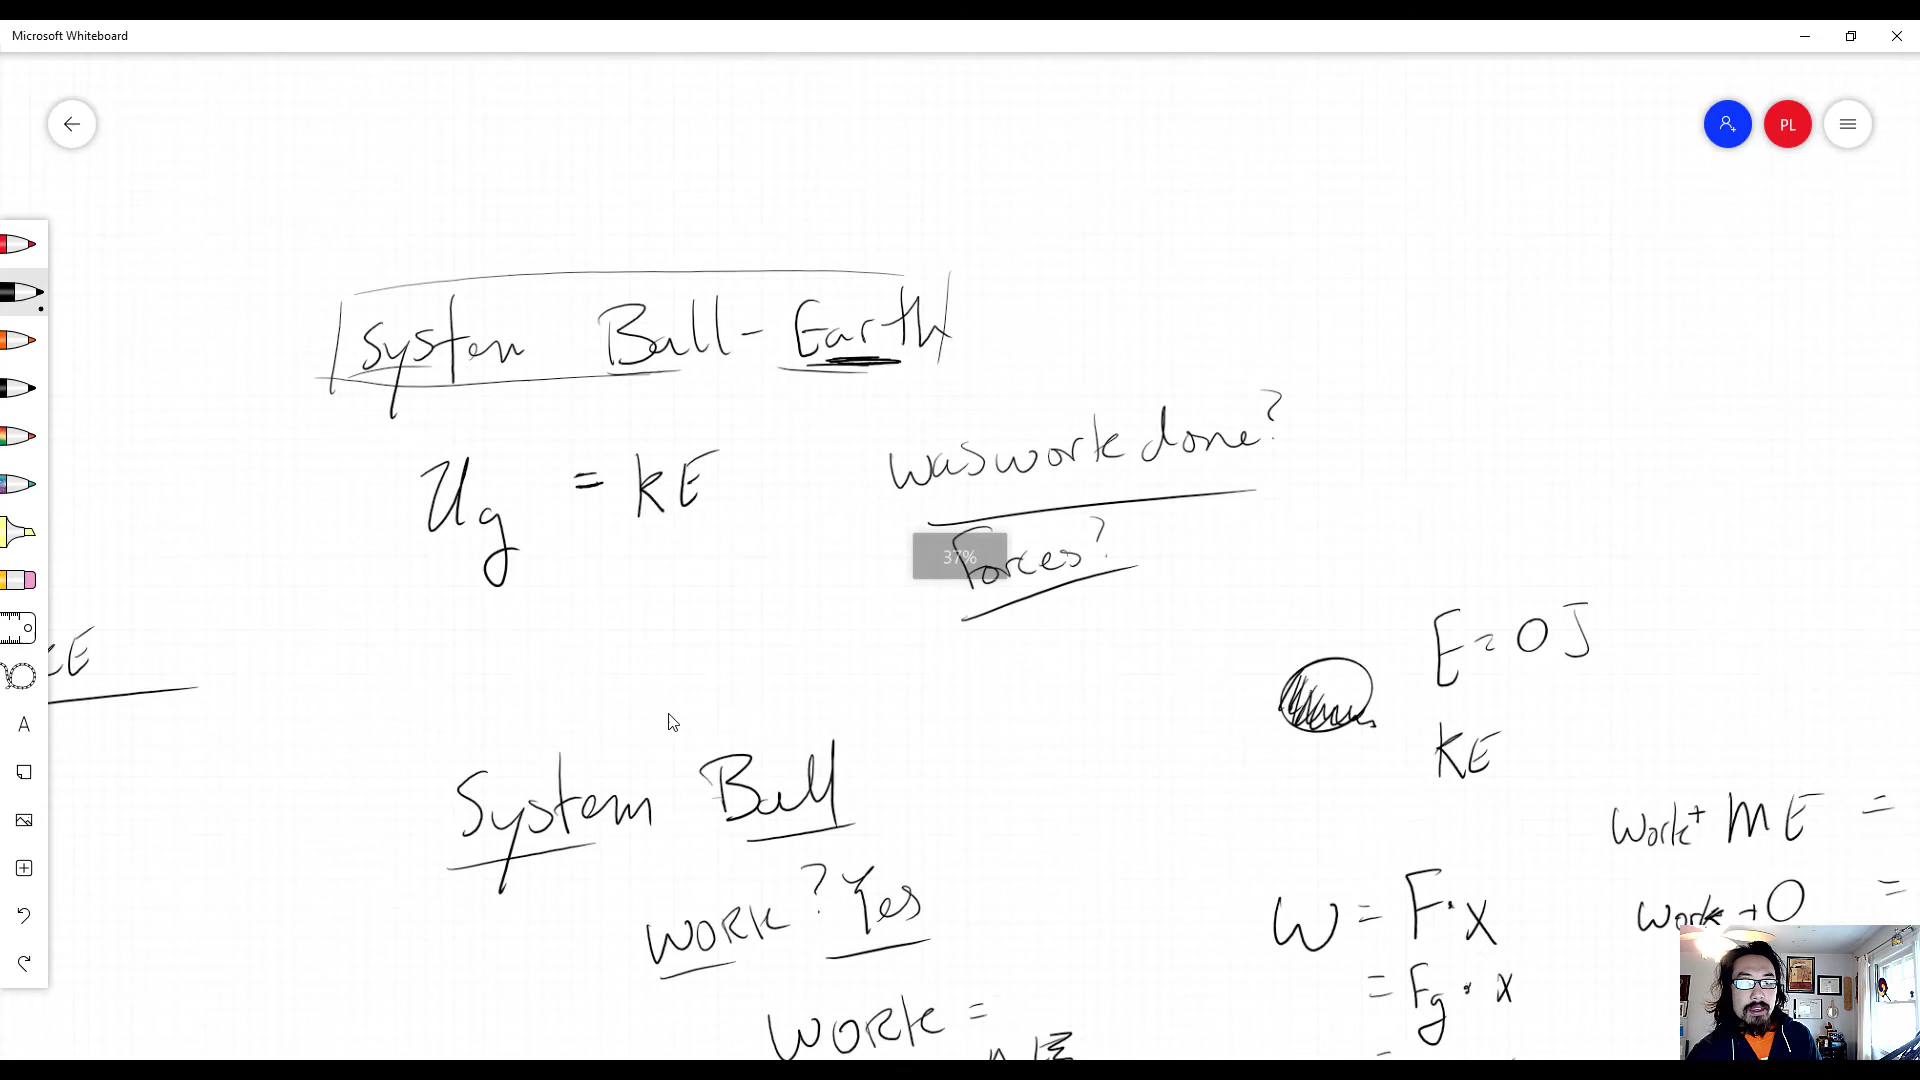 Microsoft Whiteboard
PL
System Ball - Earth
Ug = KE
was work done?
Forces?
37%
E = 0 J
KE
System Ball
Work? Yes
Work =
Work + ME =
Work + 0 =
W = F · x
= Fg · x
A